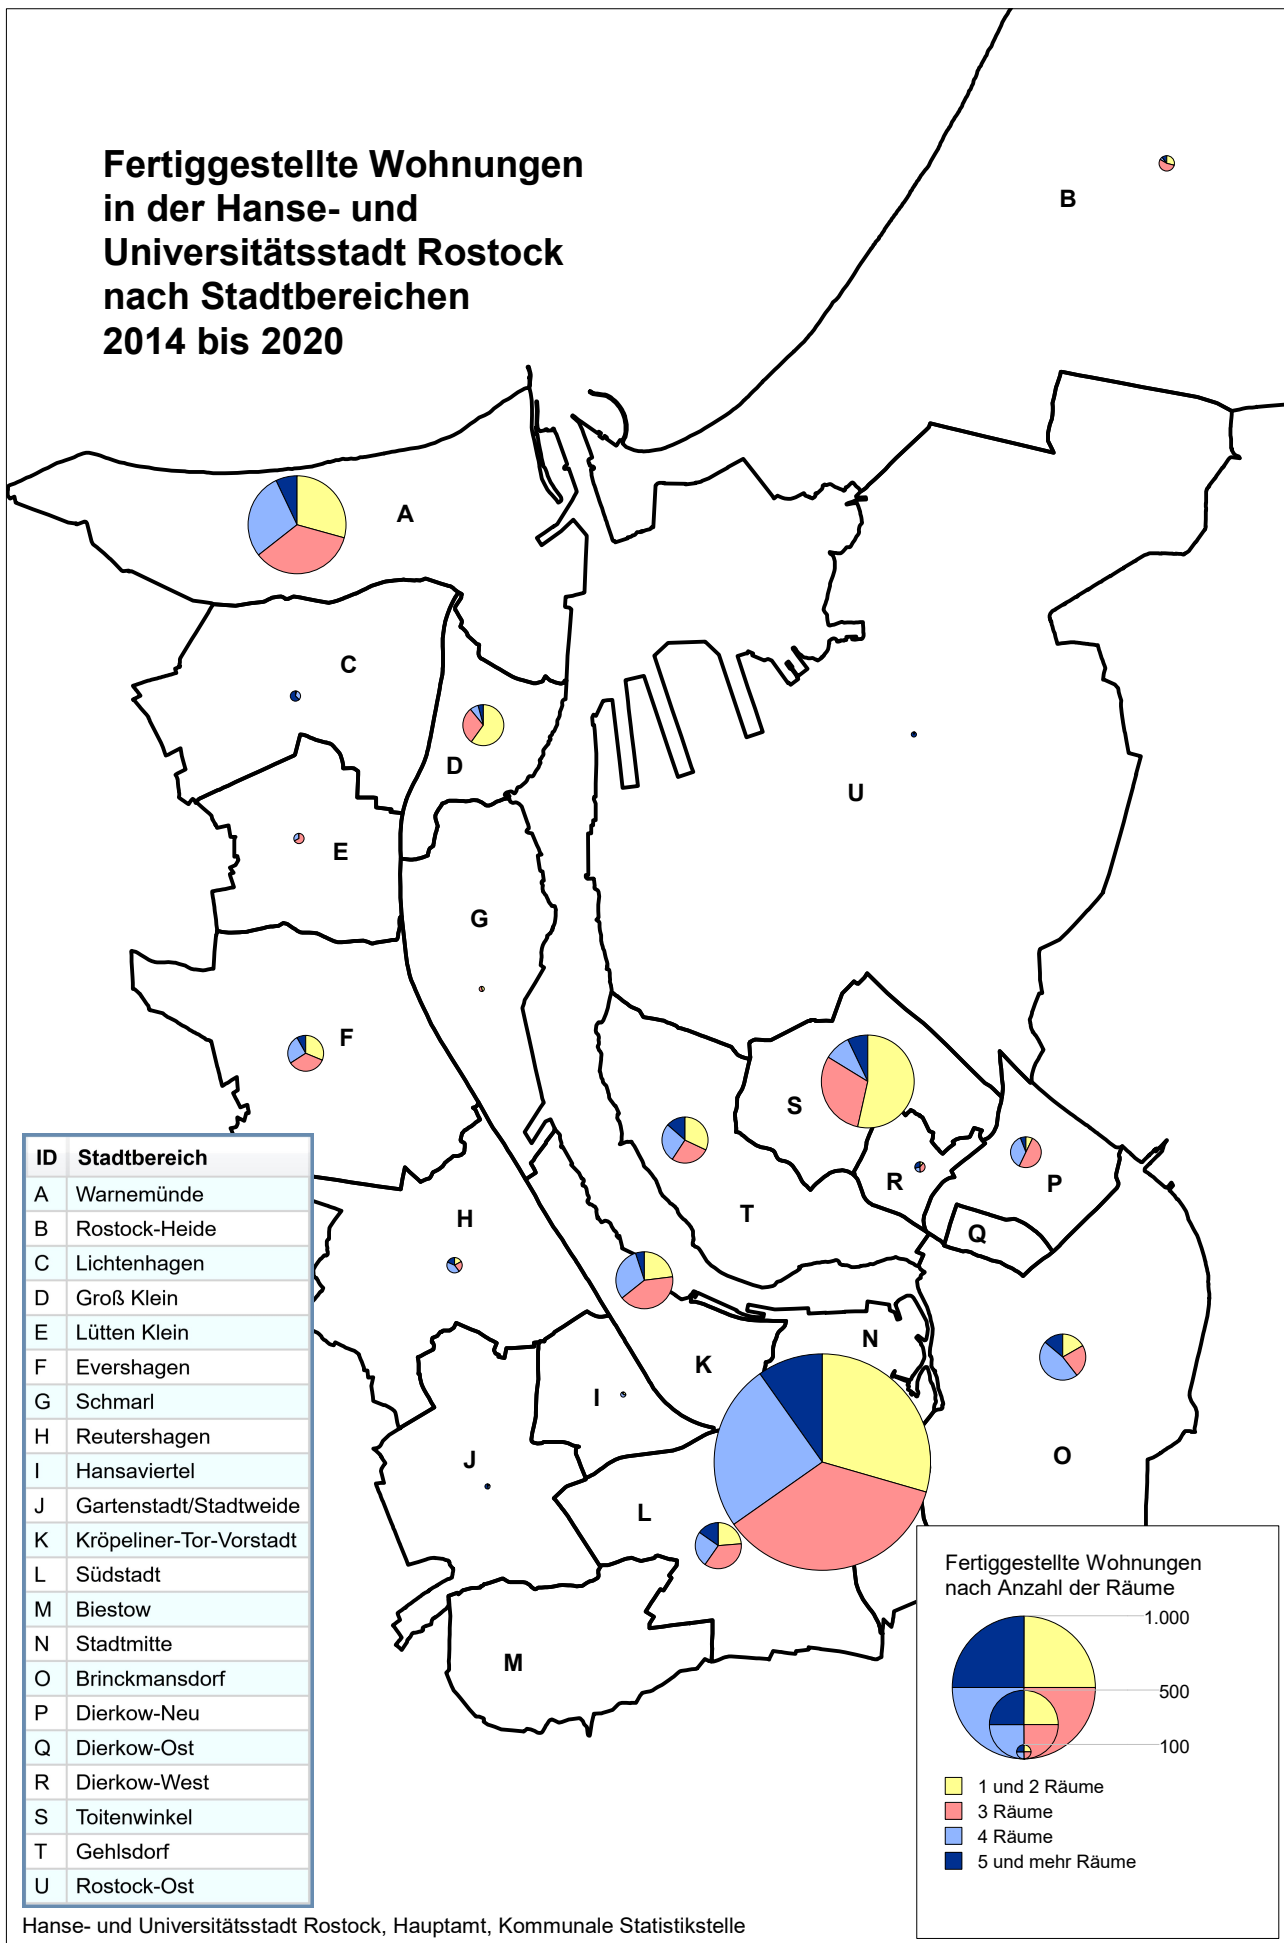 Fertiggestellte Wohnungen
in der Hanse- und
Universitätsstadt Rostock
nach Stadtbereichen
2014 bis 2020
B
A
C
D
U
E
G
F
S
R
P
T
Q
H
N
K
I
J
O
L
M
ID Stadtbereich
A Warnemünde
B Rostock-Heide
C Lichtenhagen
D Groß Klein
E Lütten Klein
F Evershagen
G Schmarl
H Reutershagen
I Hansaviertel
J Gartenstadt/Stadtweide
K Kröpeliner-Tor-Vorstadt
L Südstadt
M Biestow
N Stadtmitte
O Brinckmansdorf
P Dierkow-Neu
Q Dierkow-Ost
R Dierkow-West
S Toitenwinkel
T Gehlsdorf
U Rostock-Ost
Fertiggestellte Wohnungen
nach Anzahl der Räume
1.000
500
100
1 und 2 Räume
3 Räume
4 Räume
5 und mehr Räume
Hanse- und Universitätsstadt Rostock, Hauptamt, Kommunale Statistikstelle